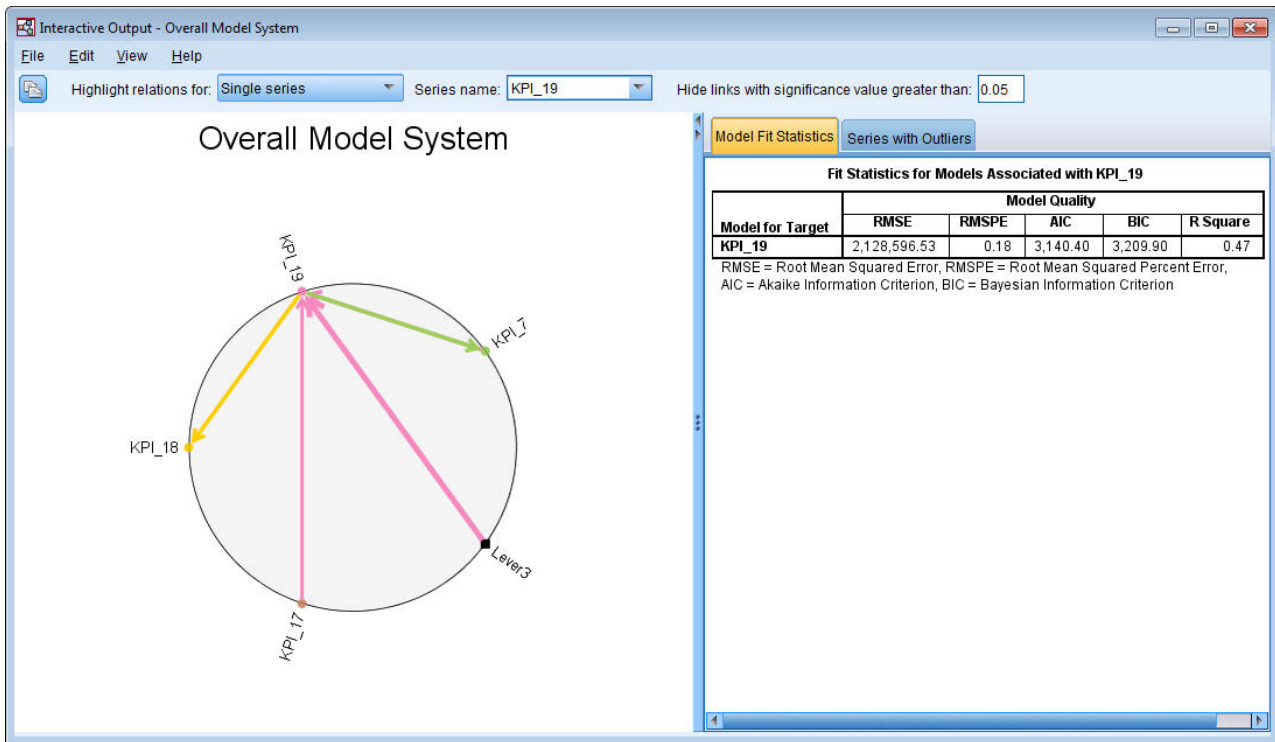 Interactive Output - Overall Model System
File Edit View Help
Highlight relations for: Single series Series name: KPI_19 Hide links with significance value greater than: 0.05
Overall Model System
KPI_19
KPI_7
KPI_18
Lever3
KPI_17
Model Fit Statistics Series with Outliers
Fit Statistics for Models Associated with KPI_19
Model Quality
Model for Target RMSE RMSPE AIC BIC R Square
KPI_19 2,128,596.53 0.18 3,140.40 3,209.90 0.47
RMSE = Root Mean Squared Error, RMSPE = Root Mean Squared Percent Error,
AIC = Akaike Information Criterion, BIC = Bayesian Information Criterion